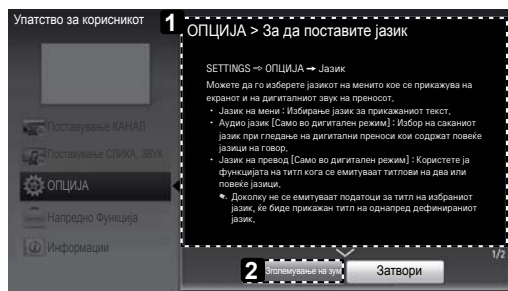 Упатство за корисникот
1
ОПЦИЈА > За да поставите јазик
SETTINGS ⇨ ОПЦИЈА ➙ Јазик
Можете да го изберете јазикот на менито кое се прикажува на
екранот и на дигиталниот звук на преносот.
• Јазик на мени : Избирање јазик за прикажаниот текст.
• Аудио јазик [Само во дигитален режим] : Избор на саканиот
јазик при гледање на дигитални преноси кои содржат повеќе
јазици на говор.
• Јазик на превод [Само во дигитален режим] : Користете ја
функцијата на титл кога се емитуваат титлови на два или
повеќе јазици.
✎ Доколку не се емитуваат податоци за титл на избраниот
јазик, ќе биде прикажан титл на однапред дефинираниот
јазик.
Поставување КАНАЛ
Поставување СЛИКА, ЗВУК
ОПЦИЈА
Напредно Функција
Информации
1/2
2
Зголемување на зум
Затвори